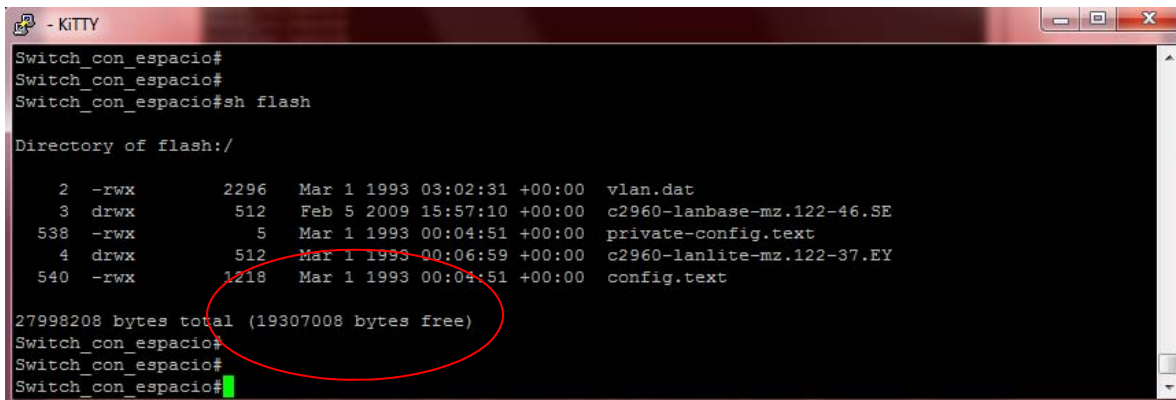 - KiTTY
Switch_con_espacio#
Switch_con_espacio#
Switch_con_espacio#sh flash
Directory of flash:/
2 -rwx 2296 Mar 1 1993 03:02:31 +00:00 vlan.dat
3 drwx 512 Feb 5 2009 15:57:10 +00:00 c2960-lanbase-mz.122-46.SE
538 -rwx 5 Mar 1 1993 00:04:51 +00:00 private-config.text
4 drwx 512 Mar 1 1993 00:06:59 +00:00 c2960-lanlite-mz.122-37.EY
540 -rwx 1218 Mar 1 1993 00:04:51 +00:00 config.text
27998208 bytes total (19307008 bytes free)
Switch_con_espacio#
Switch_con_espacio#
Switch_con_espacio#